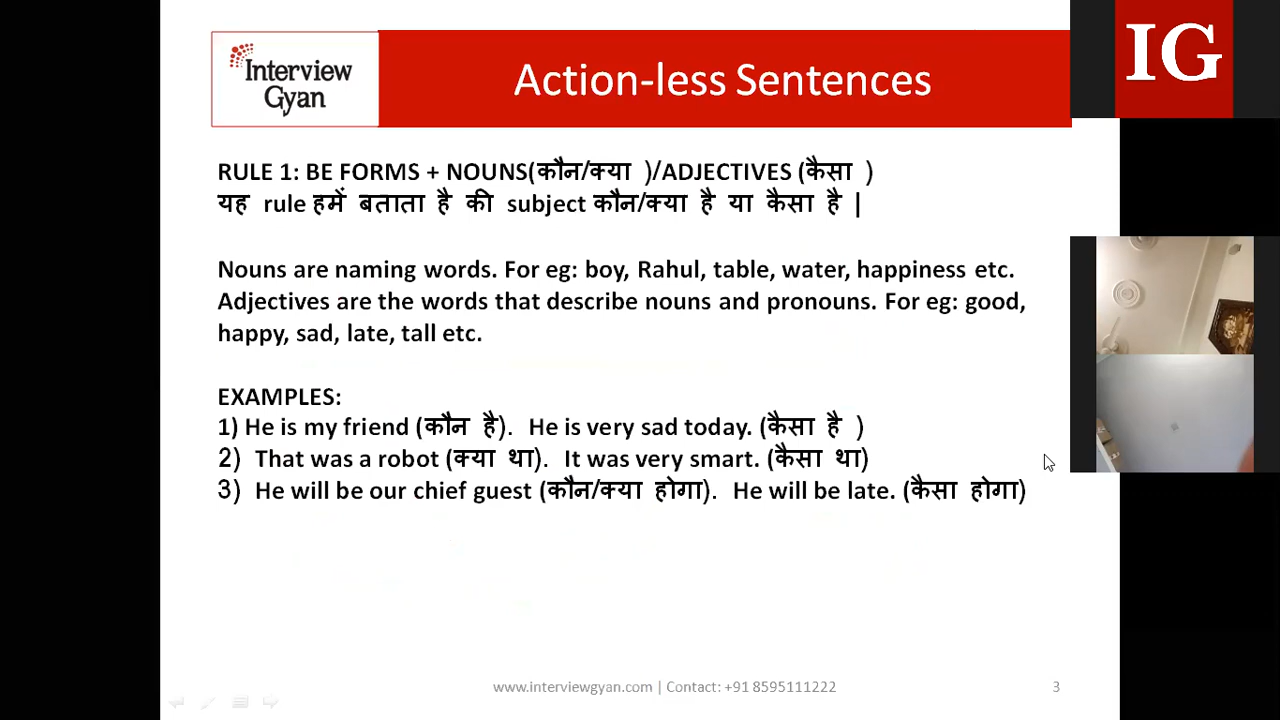 Interview
Gyan
Action-less Sentences
IG
RULE 1: BE FORMS + NOUNS(कौन/क्या )/ADJECTIVES (कैसा )
यह rule हमें बताता है की subject कौन/क्या है या कैसा है |
Nouns are naming words. For eg: boy, Rahul, table, water, happiness etc.
Adjectives are the words that describe nouns and pronouns. For eg: good,
happy, sad, late, tall etc.
EXAMPLES:
1) He is my friend (कौन है). He is very sad today. (कैसा है )
2) That was a robot (क्या था). It was very smart. (कैसा था)
3) He will be our chief guest (कौन/क्या होगा). He will be late. (कैसा होगा)
www.interviewgyan.com | Contact: +91 8595111222
3